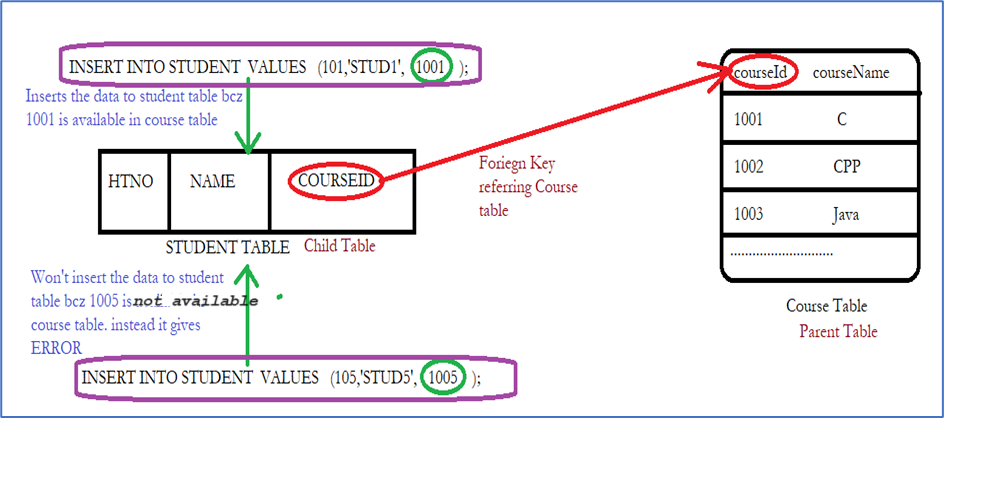 INSERT INTO STUDENT VALUES (101,'STUD1', 1001 );
Inserts the data to student table bcz
1001 is available in course table
HTNO NAME COURSEID
STUDENT TABLE Child Table
Foriegn Key
referring Course
table
courseId courseName
1001 C
1002 CPP
1003 Java
.............................
Course Table
Parent Table
Won't insert the data to student
table bcz 1005 is not available
course table. instead it gives
ERROR
INSERT INTO STUDENT VALUES (105,'STUD5', 1005 );